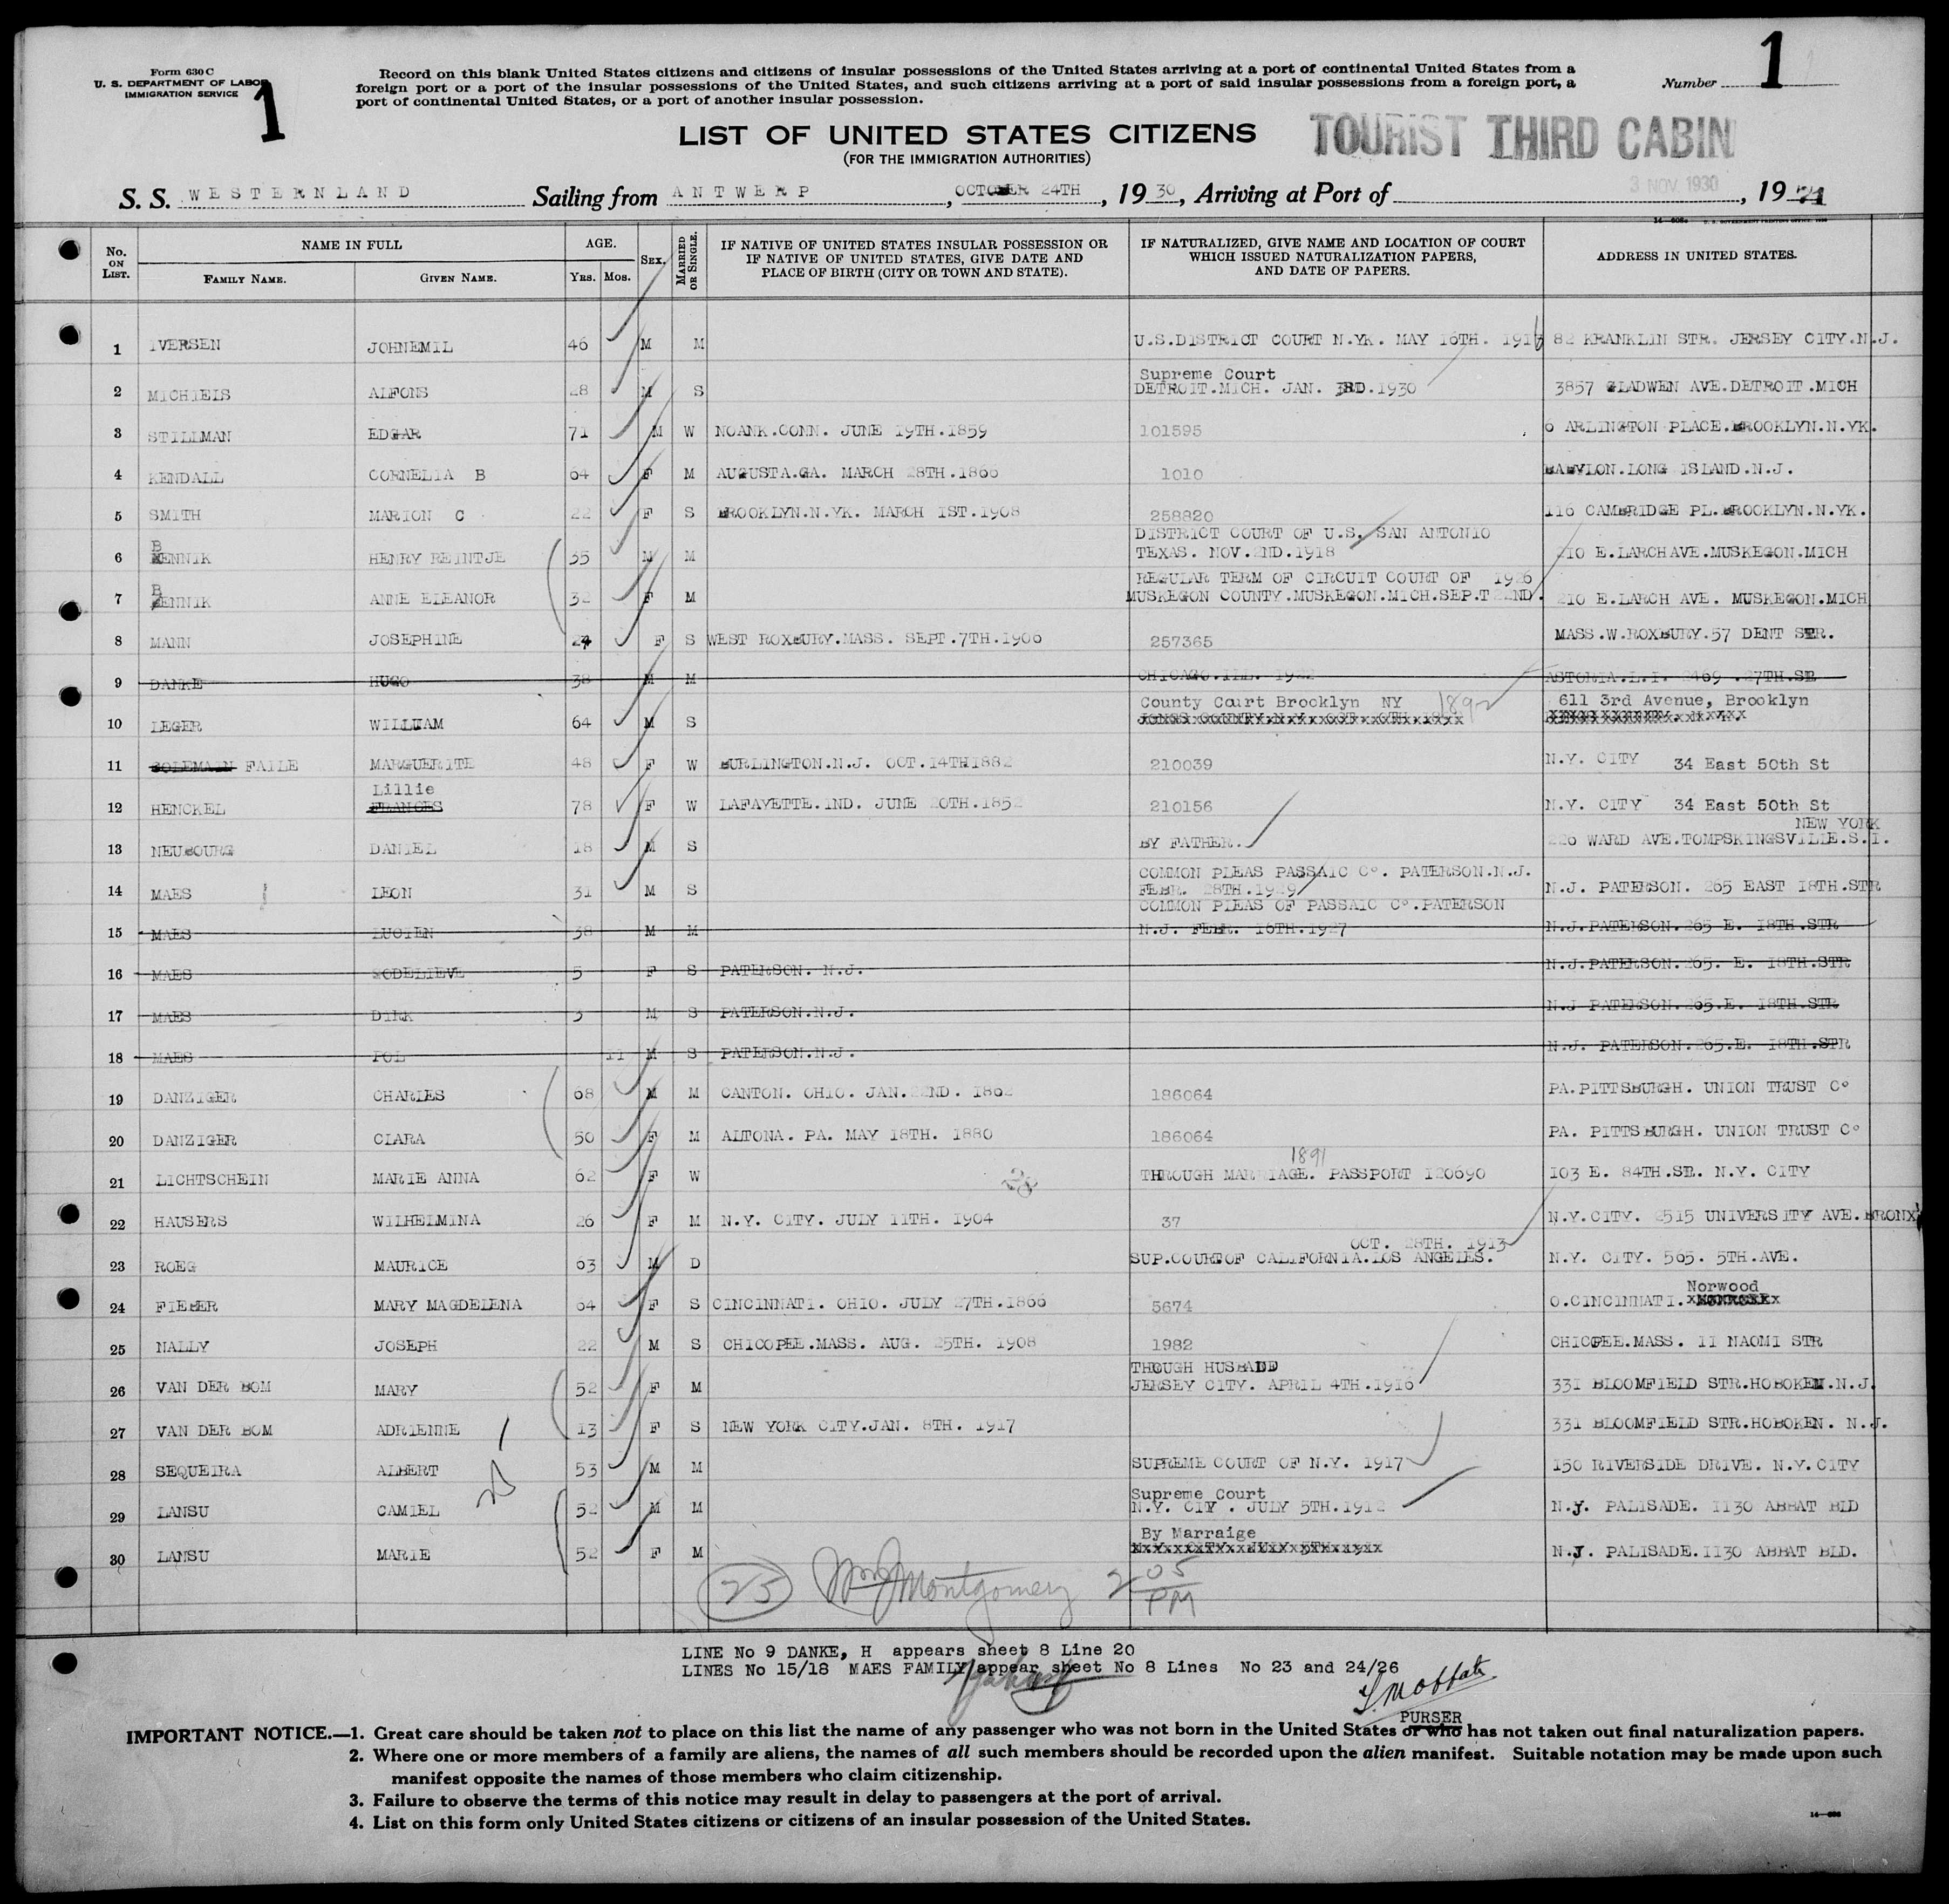 Form 630 C
U. S. DEPARTMENT OF LABOR
IMMIGRATION SERVICE
1
Record on this blank United States citizens and citizens of insular possessions of the United States arriving at a port of continental United States from a
foreign port or a port of the insular possessions of the United States, and such citizens arriving at a port of said insular possessions from a foreign port, a
port of continental United States, or a port of another insular possession.
Number 1
LIST OF UNITED STATES CITIZENS
(FOR THE IMMIGRATION AUTHORITIES)
TOURIST THIRD CABIN
S. S. WESTERNLAND Sailing from ANTWERP, OCTOBER 24TH, 1930, Arriving at Port of 3 NOV 1930, 19
No. ON LIST. NAME IN FULL AGE. SEX. MARRIED OR SINGLE. IF NATIVE OF UNITED STATES INSULAR POSSESSION OR IF NATIVE OF UNITED STATES, GIVE DATE AND PLACE OF BIRTH (CITY OR TOWN AND STATE). IF NATURALIZED, GIVE NAME AND LOCATION OF COURT WHICH ISSUED NATURALIZATION PAPERS, AND DATE OF PAPERS. ADDRESS IN UNITED STATES.
FAMILY NAME. GIVEN NAME. YRS. MOS.
1 IVERSEN JOHNEMIL 46 M M U.S.DISTRICT COURT N.YK. MAY 16TH. 82 KRANKLIN STR. JERSEY CITY.N.J.
2 MICHIEIS ALFONS 28 M S Supreme Court DETROIT.MICH. JAN. 3RD.1930 3857 GLADWEN AVE.DETROIT.MICH
3 STILLMAN EDGAR 71 M W NOANK.CONN. JUNE 19TH.1859 101595 6 ARLINGTON PLACE.BROOKLYN.N.YK.
4 KENDALL CORNELIA B 64 F M AUGUSTA.GA. MARCH 28TH.1866 1010 BABYLON.LONG ISLAND.N.J.
5 SMITH MARION C 22 F S BROOKLYN.N.YK. MARCH 1ST.1908 258820 116 CAMBRIDGE PL.BROOKLYN.N.YK.
6 BENNIK HENRY REINTJE 35 M M DISTRICT COURT OF U.S. SAN ANTONIO TEXAS. NOV.2ND.1918 210 E.LARCHAVE.MUSKEGON.MICH
7 BENNIK ANNE ELEANOR 32 F M REGULAR TERM OF CIRCUIT COURT OF 1926 MUSKEGON COUNTY.MUSKEGON.MICH.SEP.T 22ND. 210 E.LARCH AVE. MUSKEGON.MICH
8 MANN JOSEPHINE 24 F S WEST ROXBURY.MASS. SEPT.7TH.1906 257365 MASS.W.ROXBURY.57 DENT STR.
9 DANKE HUGO 38 M M CHICAGO.ILL. 1922 ASTORIA.L.I. 2469 .27TH.ST
10 LEGER WILLIAM 64 M S County Court Brooklyn NY 1892 611 3rd Avenue, Brooklyn
11 COLEMAIN FAILE MARGUERITE 48 F W BURLINGTON.N.J. OCT.14TH1882 210039 N.Y. CITY 34 East 50th St
12 HENCKEL Lillie FRANCES 78 F W LAFAYETTE.IND. JUNE 20TH.1852 210156 N.Y. CITY 34 East 50th St
13 NEUBOURG DANIEL 18 M S BY FATHER. NEW YORK 226 WARD AVE.TOMPSKINGSVILLE.S.I.
14 MAES LEON 31 M S COMMON PLEAS PASSAIC Co. PATERSON.N.J. FEBR. 28TH.1929 N.J. PATERSON. 265 EAST 18TH.STR
15 MAES LUCIEN 38 M M COMMON PLEAS OF PASSAIC Co.PATERSON N.J. FEBR. 16TH.1927 N.J.PATERSON.265 E. 18TH.STR
16 MAES GODELIEVE 5 F S PATERSON. N.J. N.J.PATERSON.265. E. 18TH.STR
17 MAES DIRK 3 M S PATERSON.N.J. N.J PATERSON.265.E. 18TH.STR
18 MAES POL 11 M S PATERSON.N.J. N.J. PATERSON.265.E. 18TH.STR
19 DANZIGER CHARLES 68 M M CANTON. OHIO. JAN.22ND. 1862 186064 PA.PITTSBURGH. UNION TRUST Co
20 DANZIGER CLARA 50 F M ALTONA. PA. MAY 18TH. 1880 186064 PA. PITTSBURGH. UNION TRUST Co
21 LICHTSCHEIN MARIE ANNA 62 F W 1891 THROUGH MARRIAGE. PASSPORT 120690 103 E. 84TH.ST. N.Y. CITY
22 HAUSERS WILHELMINA 26 F M N.Y. CITY. JULY 11TH. 1904 37 N.Y.CITY. 2515 UNIVERSITY AVE.BRONX
23 ROEG MAURICE 63 M D OCT. 28TH. 1913 SUP.COURT OF CALIFORNIA.LOS ANGELES. N.Y. CITY. 565. 5TH.AVE.
24 FIEBER MARY MAGDELENA 64 F S CINCINNATI. OHIO. JULY 27TH.1866 5674 O.CINCINNATI. Norwood
25 NALLY JOSEPH 22 M S CHICOPEE.MASS. AUG. 25TH. 1908 1982 CHICOPEE.MASS. 11 NAOMI STR
26 VAN DER BOM MARY 52 F M THOUGH HUSBAND JERSEY CITY. APRIL 4TH.1916 331 BLOOMFIELD STR.HOBOKEN.N.J.
27 VAN DER BOM ADRIENNE 13 F S NEW YORK CITY.JAN. 8TH. 1917 331 BLOOMFIELD STR.HOBOKEN. N.J.
28 SEQUEIRA ALBERT 53 M M SUPREME COURT OF N.Y. 1917 150 RIVERSIDE DRIVE. N.Y.CITY
29 LANSU CAMIEL 52 M M Supreme Court N.Y. CITY . JULY 5TH.1912 N.J. PALISADE. 1130 ABBAT BLD
30 LANSU MARIE 52 F M By Marraige N.J. PALISADE.1130 ABBAT BLD.
25 Wm J Montgomery 2 05 PM
LINE No 9 DANKE, H appears sheet 8 Line 20
LINES No 15/18 MAES FAMILY appear sheet No 8 Lines No 23 and 24/26
PURSER
IMPORTANT NOTICE.—1. Great care should be taken not to place on this list the name of any passenger who was not born in the United States or who has not taken out final naturalization papers.
2. Where one or more members of a family are aliens, the names of all such members should be recorded upon the alien manifest. Suitable notation may be made upon such
manifest opposite the names of those members who claim citizenship.
3. Failure to observe the terms of this notice may result in delay to passengers at the port of arrival.
4. List on this form only United States citizens or citizens of an insular possession of the United States.